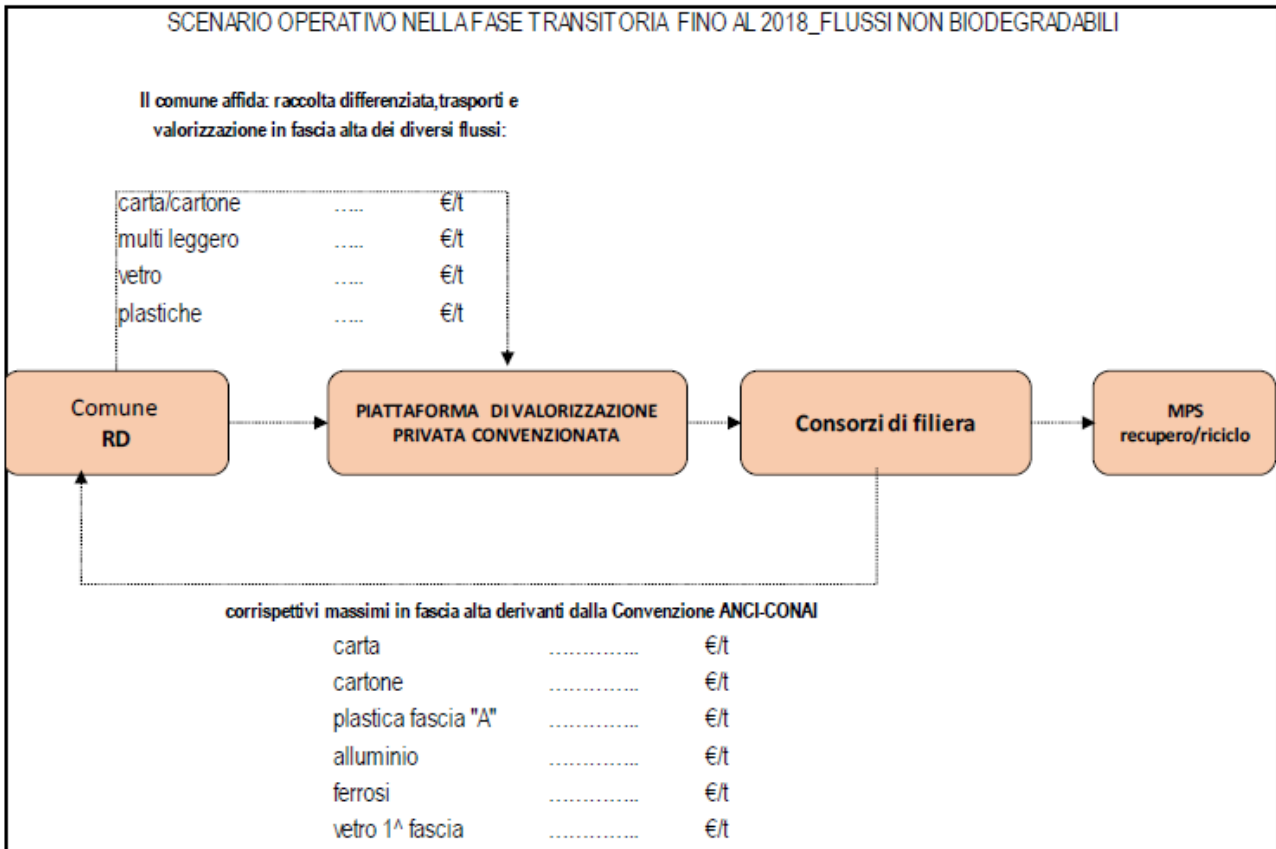 SCENARIO OPERATIVO NELLA FASE TRANSITORIA FINO AL 2018_FLUSSI NON BIODEGRADABILI
Il comune affida: raccolta differenziata,trasporti e
valorizzazione in fascia alta dei diversi flussi:
carta/cartone ..... €/t
multi leggero ..... €/t
vetro ..... €/t
plastiche ..... €/t
Comune
RD
PIATTAFORMA DI VALORIZZAZIONE
PRIVATA CONVENZIONATA
Consorzi di filiera
MPS
recupero/riciclo
corrispettivi massimi in fascia alta derivanti dalla Convenzione ANCI-CONAI
carta .............. €/t
cartone .............. €/t
plastica fascia "A" .............. €/t
alluminio .............. €/t
ferrosi .............. €/t
vetro 1^ fascia .............. €/t